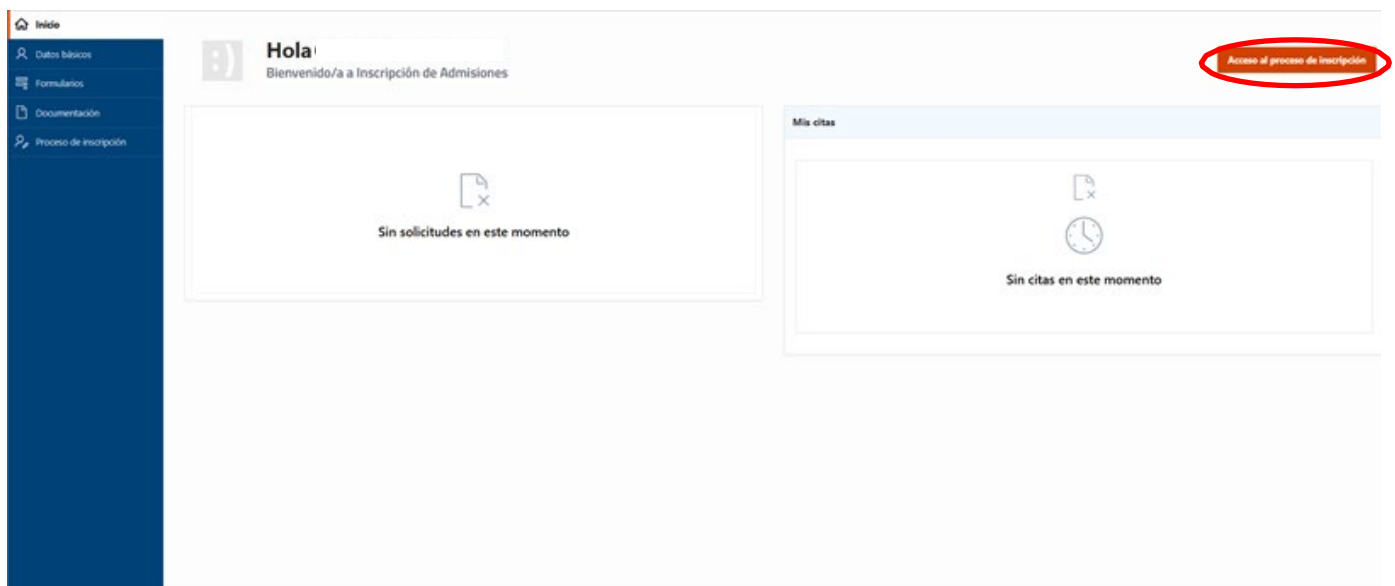 Inicio
Datos básicos
Formularios
Documentación
Proceso de inscripción
:)
Hola
Bienvenido/a a Inscripción de Admisiones
Acceso al proceso de inscripción
Sin solicitudes en este momento
Mis citas
Sin citas en este momento